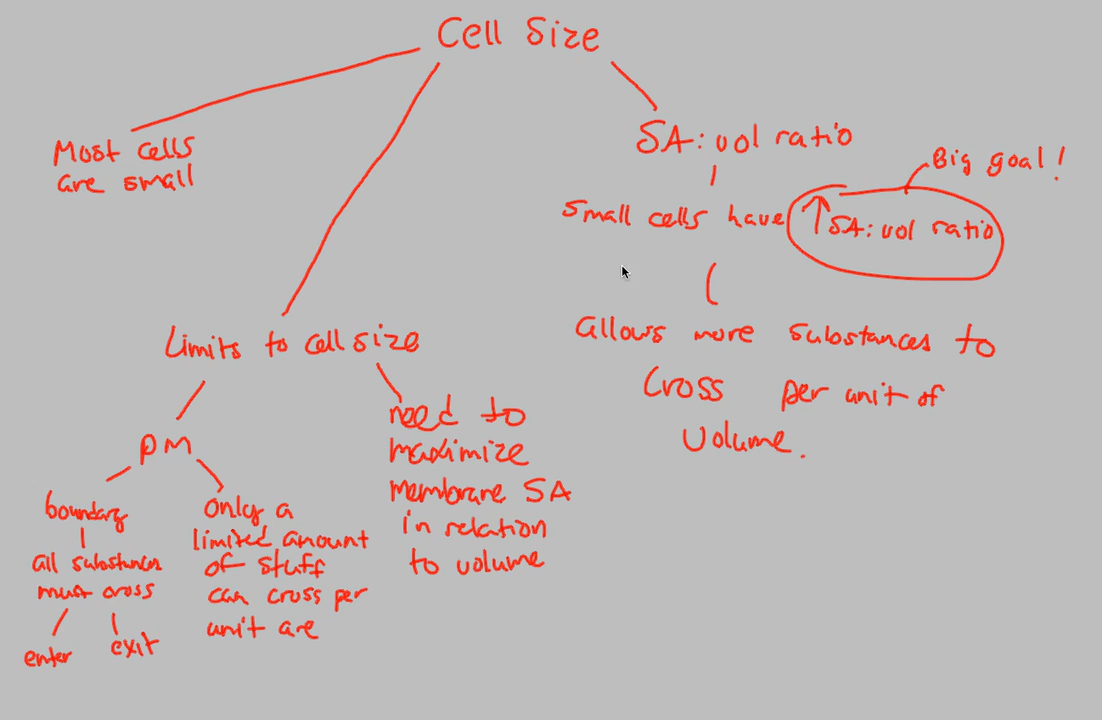 Cell Size
Most cells
are small
SA: vol ratio
Big goal!
Small cells have ↑ SA: vol ratio
allows more substances to
cross per unit of
volume.
Limits to cell size
PM
boundary
all substances
must cross
enter
exit
only a
limited amount
of stuff
can cross per
unit are
need to
maximize
membrane SA
in relation
to volume